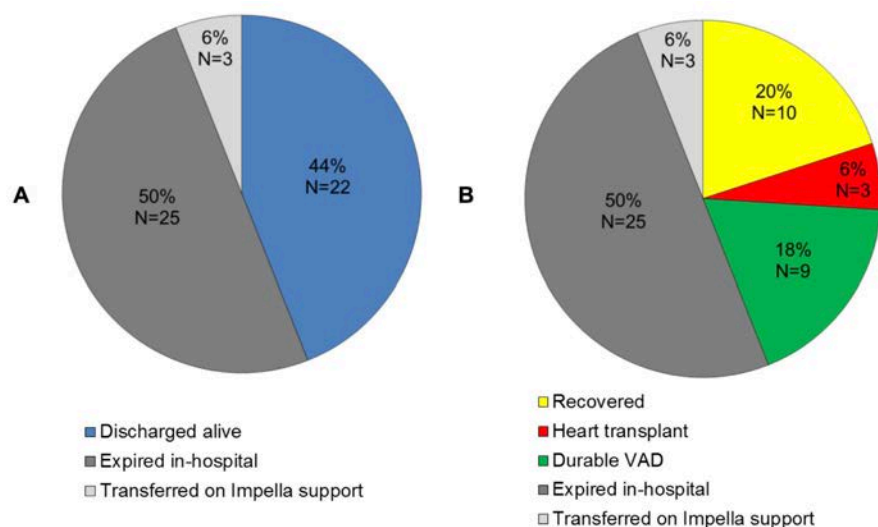 A
6%
N=3
44%
N=22
50%
N=25
Discharged alive
Expired in-hospital
Transferred on Impella support
B
6%
N=3
20%
N=10
6%
N=3
50%
N=25
18%
N=9
Recovered
Heart transplant
Durable VAD
Expired in-hospital
Transferred on Impella support